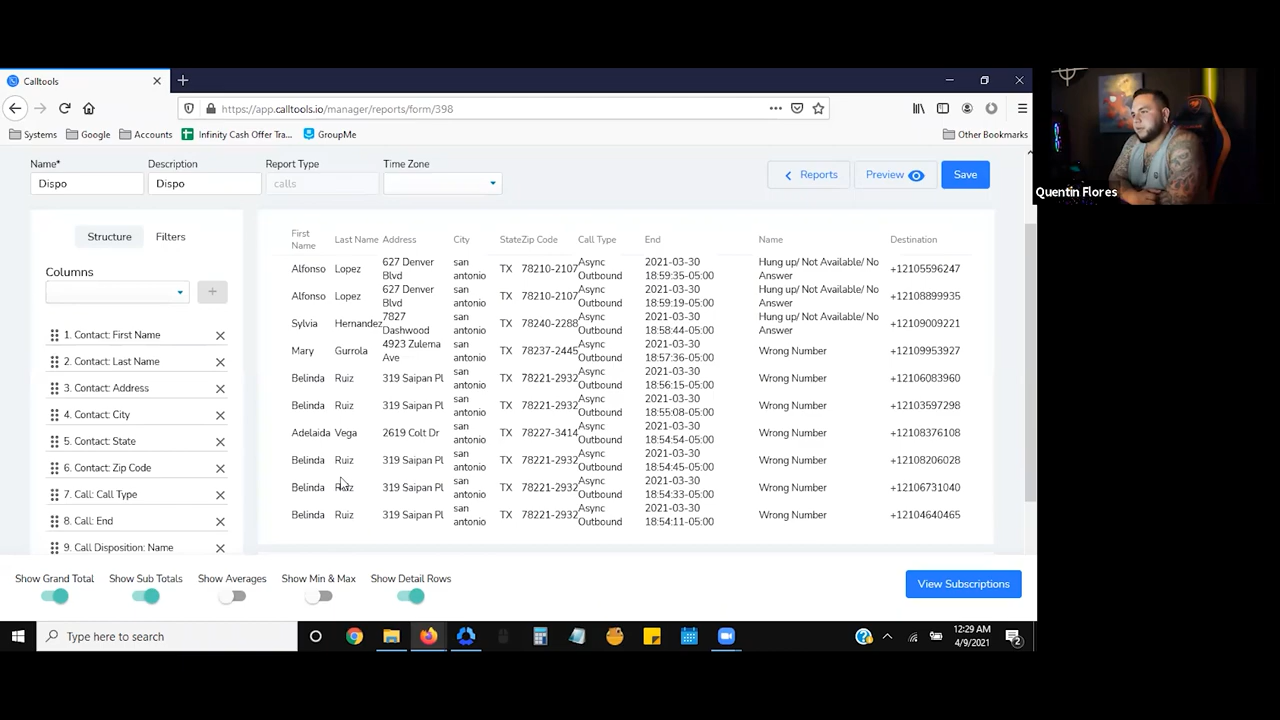 Calltools
https://app.calltools.io/manager/reports/form/398
Systems
Google
Accounts
Infinity Cash Offer Tra...
GroupMe
Other Bookmarks
Quentin Flores
Name*
Description
Report Type
Time Zone
Dispo
Dispo
calls
Reports
Preview
Save
Structure
Filters
Columns
1. Contact: First Name
2. Contact: Last Name
3. Contact: Address
4. Contact: City
5. Contact: State
6. Contact: Zip Code
7. Call: Call Type
8. Call: End
9. Call Disposition: Name
First Name Last Name Address City State Zip Code Call Type End Name Destination
Alfonso Lopez 627 Denver Blvd san antonio TX 78210-2107 Async Outbound 2021-03-30 18:59:35-05:00 Hung up/ Not Available/ No Answer +12105596247
Alfonso Lopez 627 Denver Blvd san antonio TX 78210-2107 Async Outbound 2021-03-30 18:59:19-05:00 Hung up/ Not Available/ No Answer +12108899935
Sylvia Hernandez 7827 Dashwood san antonio TX 78240-2288 Async Outbound 2021-03-30 18:58:44-05:00 Hung up/ Not Available/ No Answer +12109009221
Mary Gurrola 4923 Zulema Ave san antonio TX 78237-2445 Async Outbound 2021-03-30 18:57:36-05:00 Wrong Number +12109953927
Belinda Ruiz 319 Saipan Pl san antonio TX 78221-2932 Async Outbound 2021-03-30 18:56:15-05:00 Wrong Number +12106083960
Belinda Ruiz 319 Saipan Pl san antonio TX 78221-2932 Async Outbound 2021-03-30 18:55:08-05:00 Wrong Number +12103597298
Adelaida Vega 2619 Colt Dr san antonio TX 78227-3414 Async Outbound 2021-03-30 18:54:54-05:00 Wrong Number +12108376108
Belinda Ruiz 319 Saipan Pl san antonio TX 78221-2932 Async Outbound 2021-03-30 18:54:45-05:00 Wrong Number +12108206028
Belinda Ruiz 319 Saipan Pl san antonio TX 78221-2932 Async Outbound 2021-03-30 18:54:33-05:00 Wrong Number +12106731040
Belinda Ruiz 319 Saipan Pl san antonio TX 78221-2932 Async Outbound 2021-03-30 18:54:11-05:00 Wrong Number +12104640465
Show Grand Total
Show Sub Totals
Show Averages
Show Min & Max
Show Detail Rows
View Subscriptions
Type here to search
12:29 AM
4/9/2021
2